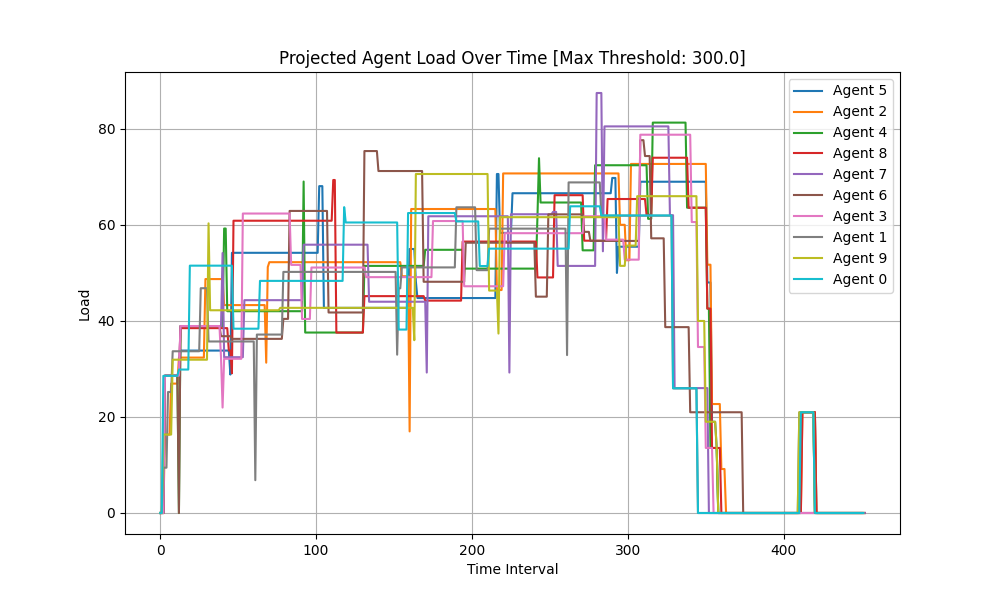 Projected Agent Load Over Time [Max Threshold: 300.0]
Load
80
60
40
20
0
0 100 200 300 400
Time Interval
Agent 5
Agent 2
Agent 4
Agent 8
Agent 7
Agent 6
Agent 3
Agent 1
Agent 9
Agent 0